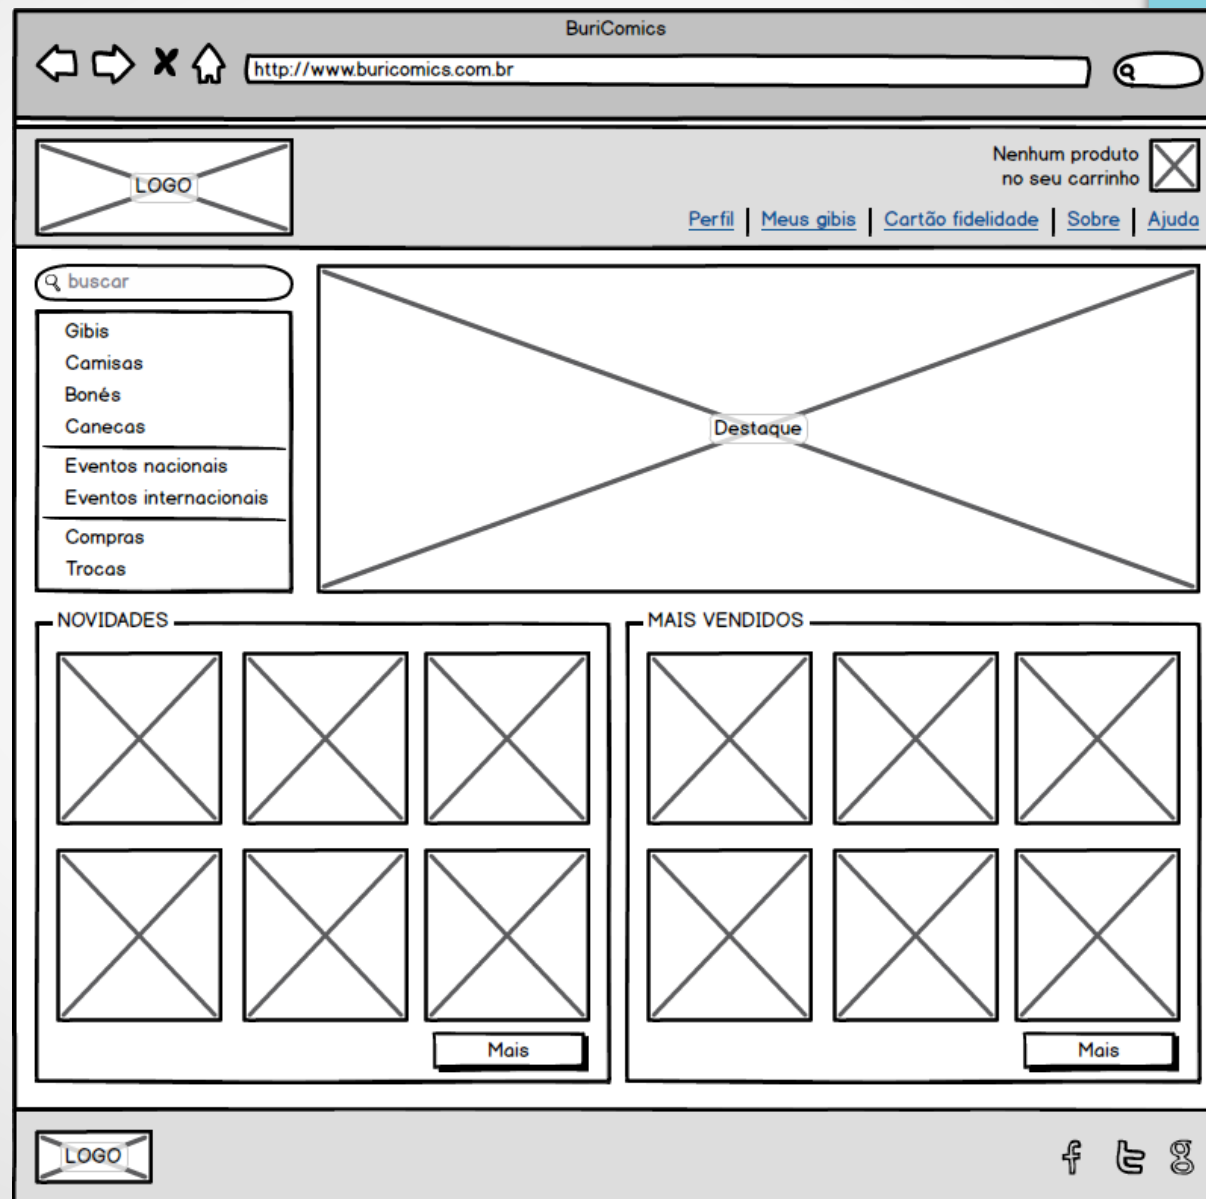 BuriComics
http://www.buricomics.com.br
LOGO
Nenhum produto
no seu carrinho
Perfil | Meus gibis | Cartão fidelidade | Sobre | Ajuda
buscar
Gibis
Camisas
Bonés
Canecas
Eventos nacionais
Eventos internacionais
Compras
Trocas
Destaque
NOVIDADES
Mais
MAIS VENDIDOS
Mais
LOGO